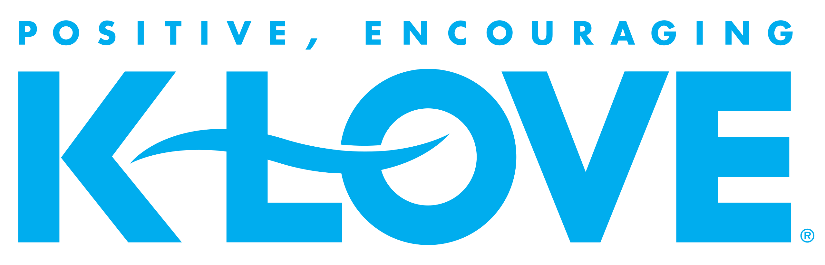 POSITIVE, ENCOURAGING
K-LOVE®